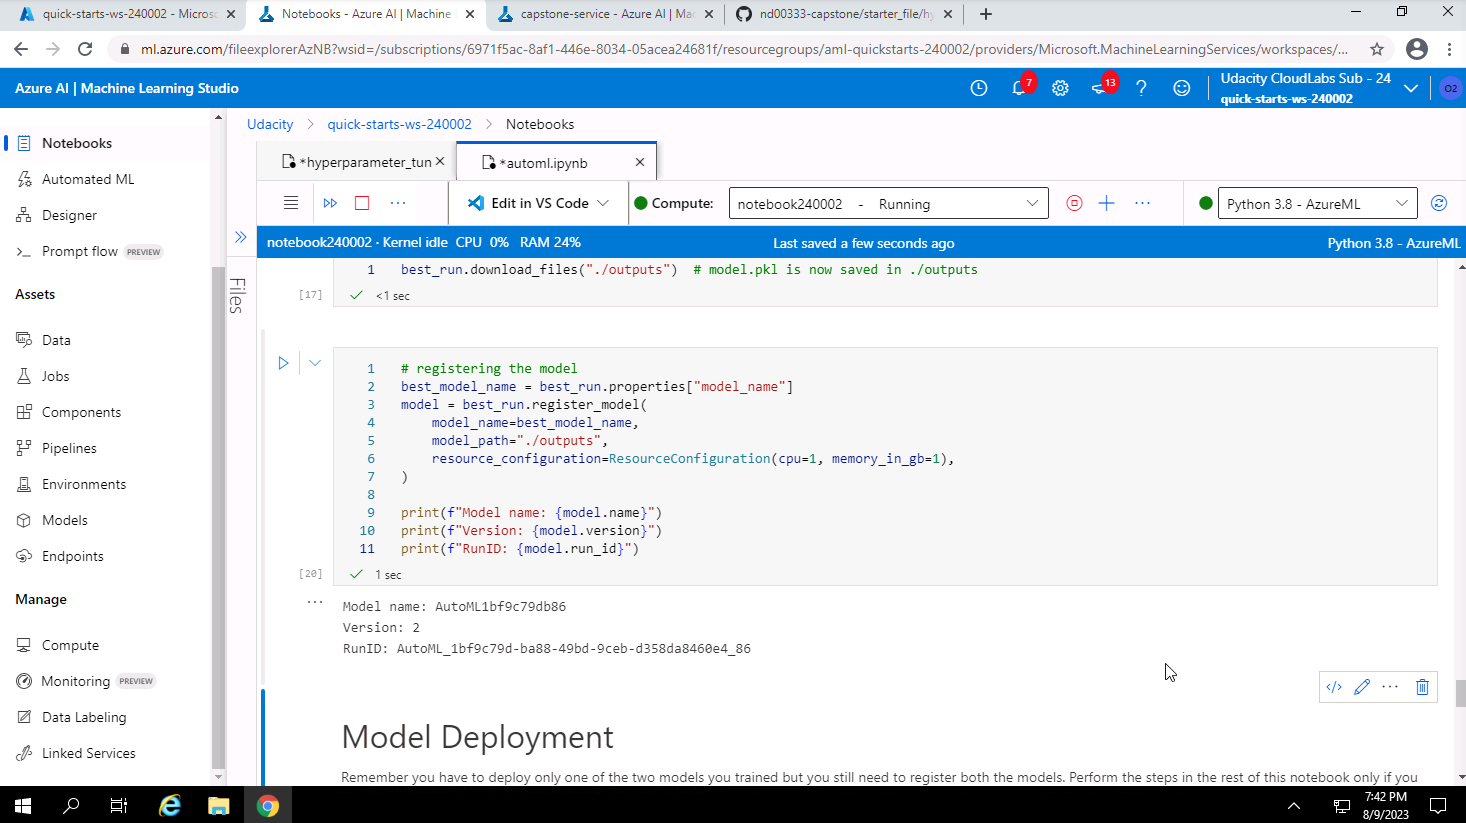 quick-starts-ws-240002 - Micros
Notebooks - Azure AI | Machine
capstone-service - Azure AI | Mac
nd00333-capstone/starter_file/hy
ml.azure.com/fileexplorerAzNB?wsid=/subscriptions/6971f5ac-8af1-446e-8034-05acea24681f/resourcegroups/aml-quickstarts-240002/providers/Microsoft.MachineLearningServices/workspaces/...
Azure AI | Machine Learning Studio
7
13
Udacity CloudLabs Sub - 24
quick-starts-ws-240002
O2
Udacity > quick-starts-ws-240002 > Notebooks
Notebooks
Automated ML
Designer
Prompt flow PREVIEW
Assets
Data
Jobs
Components
Pipelines
Environments
Models
Endpoints
Manage
Compute
Monitoring PREVIEW
Data Labeling
Linked Services
Files
*hyperparameter_tun
*automl.ipynb
Edit in VS Code
Compute:
notebook240002 - Running
Python 3.8 - AzureML
notebook240002 · Kernel idle CPU 0% RAM 24%
Last saved a few seconds ago
Python 3.8 - AzureML
1 best_run.download_files("./outputs") # model.pkl is now saved in ./outputs
[17] <1 sec
1 # registering the model
2 best_model_name = best_run.properties["model_name"]
3 model = best_run.register_model(
4 model_name=best_model_name,
5 model_path="./outputs",
6 resource_configuration=ResourceConfiguration(cpu=1, memory_in_gb=1),
7 )
8
9 print(f"Model name: {model.name}")
10 print(f"Version: {model.version}")
11 print(f"RunID: {model.run_id}")
[20] 1 sec
Model name: AutoML1bf9c79db86
Version: 2
RunID: AutoML_1bf9c79d-ba88-49bd-9ceb-d358da8460e4_86
Model Deployment
Remember you have to deploy only one of the two models you trained but you still need to register both the models. Perform the steps in the rest of this notebook only if you
7:42 PM
8/9/2023